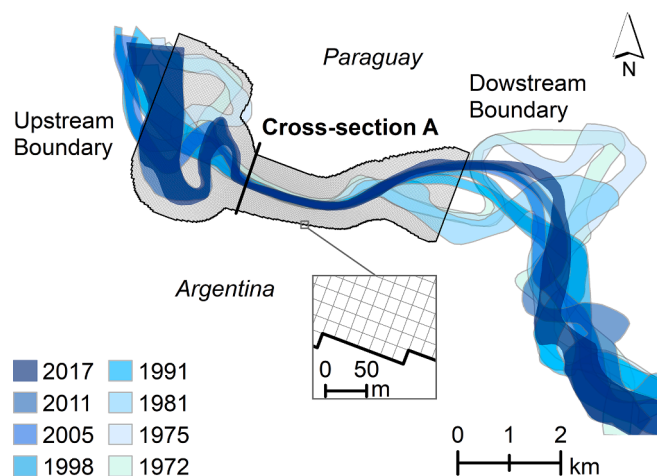 Paraguay
N
Dowstream
Boundary
Upstream
Boundary
Cross-section A
Argentina
0 50
m
2017
2011
2005
1998
1991
1981
1975
1972
0 1 2
km